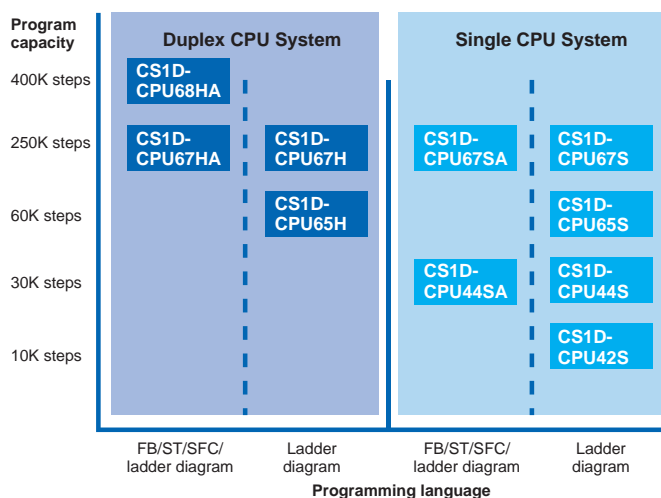 Program
capacity
Duplex CPU System
Single CPU System
400K steps
CS1D-
CPU68HA
250K steps
CS1D-
CPU67HA
CS1D-
CPU67H
CS1D-
CPU67SA
CS1D-
CPU67S
60K steps
CS1D-
CPU65H
CS1D-
CPU65S
30K steps
CS1D-
CPU44SA
CS1D-
CPU44S
10K steps
CS1D-
CPU42S
FB/ST/SFC/
ladder diagram
Ladder
diagram
FB/ST/SFC/
ladder diagram
Ladder
diagram
Programming language